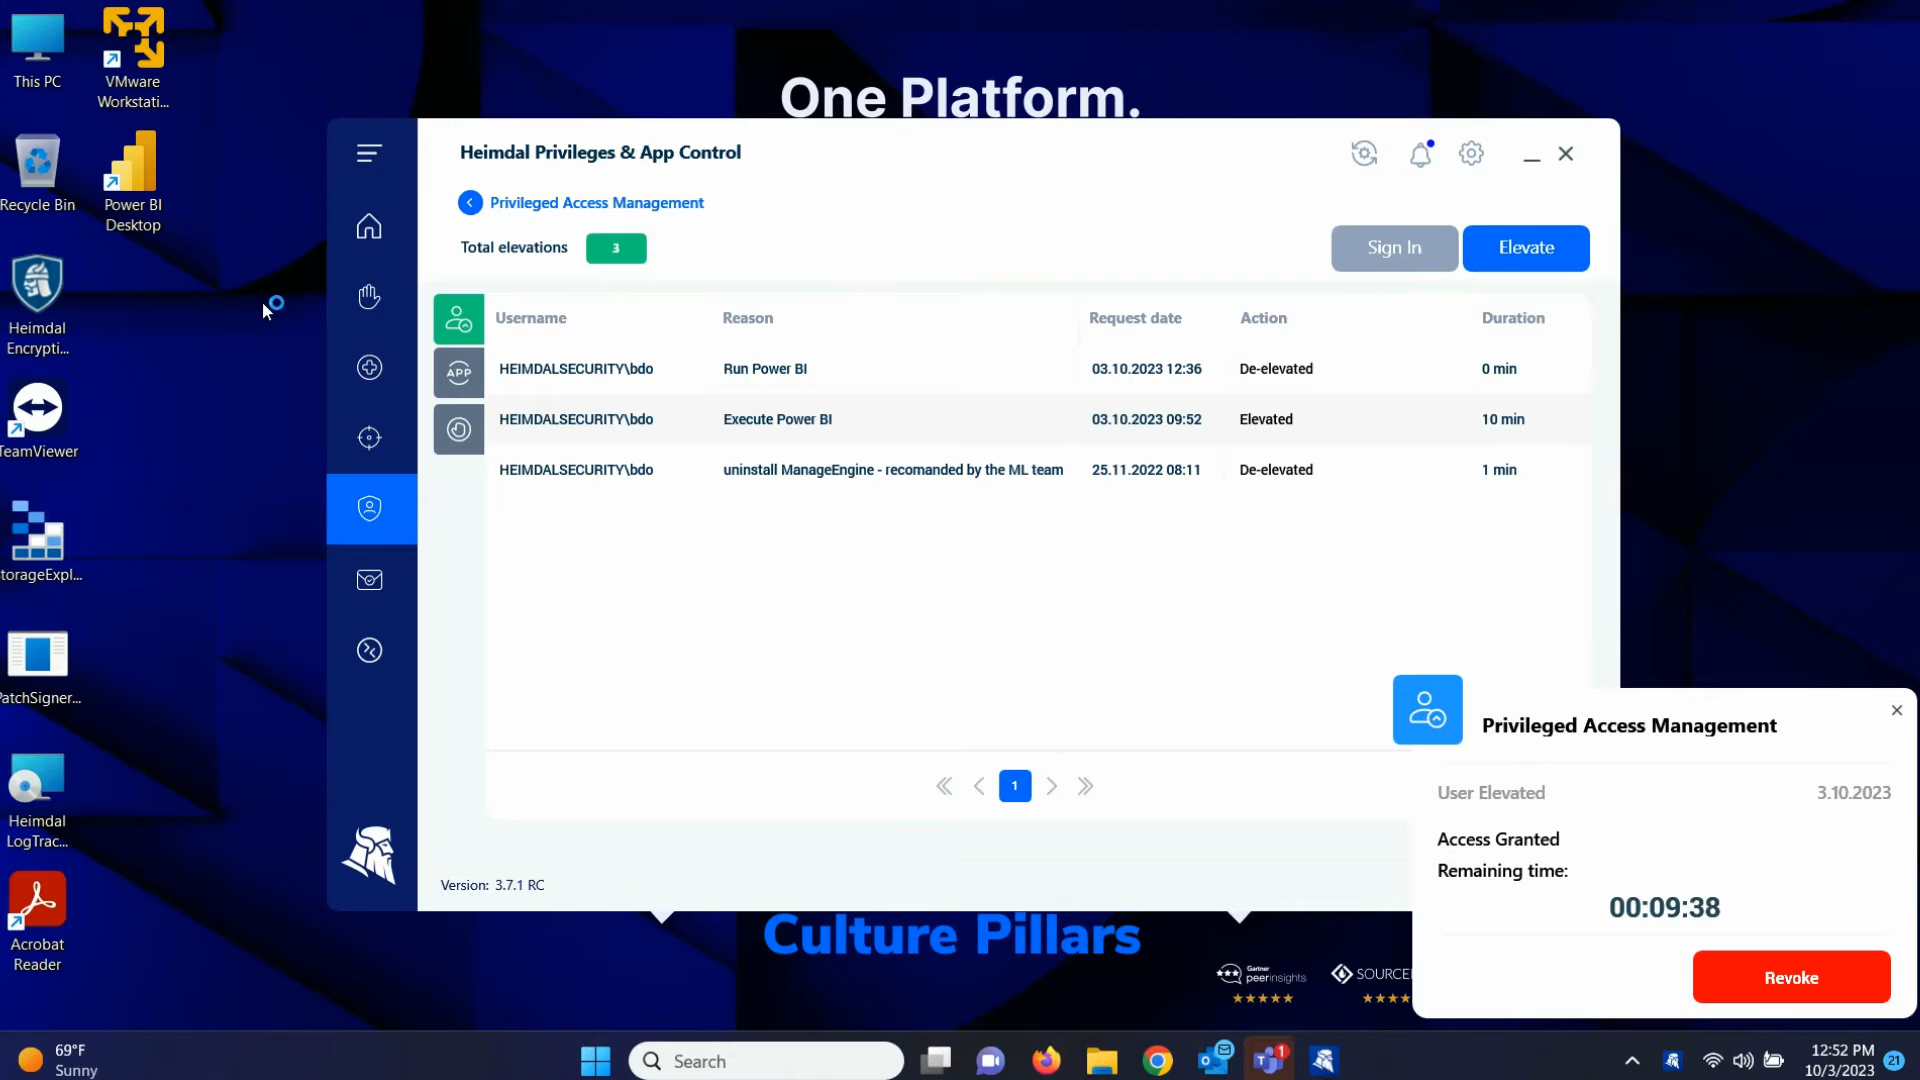 This PC
VMware
Workstati...
Recycle Bin
Power BI
Desktop
Heimdal
Encrypti...
TeamViewer
torageExpl...
PatchSigner...
Heimdal
LogTrac...
Acrobat
Reader
One Platform.
Heimdal Privileges & App Control
Privileged Access Management
Total elevations
3
Sign In
Elevate
Username
Reason
Request date
Action
Duration
APP
HEIMDALSECURITY\bdo
Run Power BI
03.10.2023 12:36
De-elevated
0 min
HEIMDALSECURITY\bdo
Execute Power BI
03.10.2023 09:52
Elevated
10 min
HEIMDALSECURITY\bdo
uninstall ManageEngine - recomanded by the ML team
25.11.2022 08:11
De-elevated
1 min
1
Version: 3.7.1 RC
Culture Pillars
Gartner
peerinsights
SOURCE
Privileged Access Management
User Elevated
3.10.2023
Access Granted
Remaining time:
00:09:38
Revoke
69°F
Sunny
Search
1
12:52 PM
10/3/2023
21